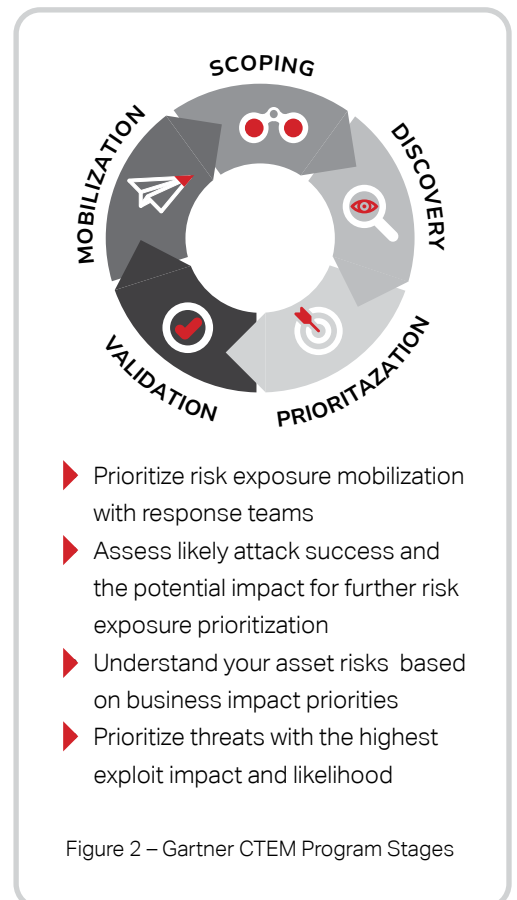 SCOPING
DISCOVERY
PRIORITAZATION
VALIDATION
MOBILIZATION
Prioritize risk exposure mobilization
with response teams
Assess likely attack success and
the potential impact for further risk
exposure prioritization
Understand your asset risks based
on business impact priorities
Prioritize threats with the highest
exploit impact and likelihood
Figure 2 – Gartner CTEM Program Stages